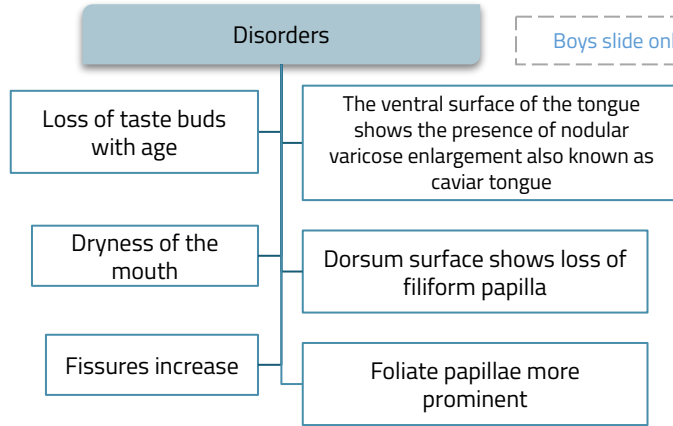 Disorders
Boys slide onl
Loss of taste buds
with age
The ventral surface of the tongue
shows the presence of nodular
varicose enlargement also known as
caviar tongue
Dryness of the
mouth
Dorsum surface shows loss of
filiform papilla
Fissures increase
Foliate papillae more
prominent